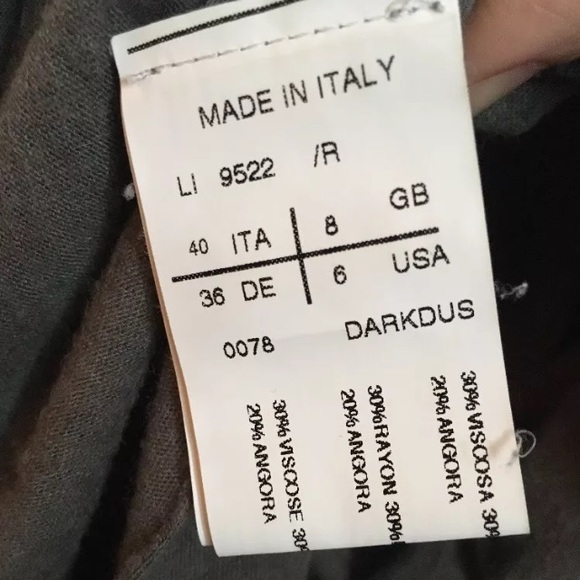 MADE IN ITALY
LI 9522 /R
40 ITA 8 GB
36 DE 6 USA
0078 DARKDUS
30% VISCOSE 30
20% ANGORA
30% RAYON 30%
20% ANGORA
30% VISCOSA 30%
20% ANGORA